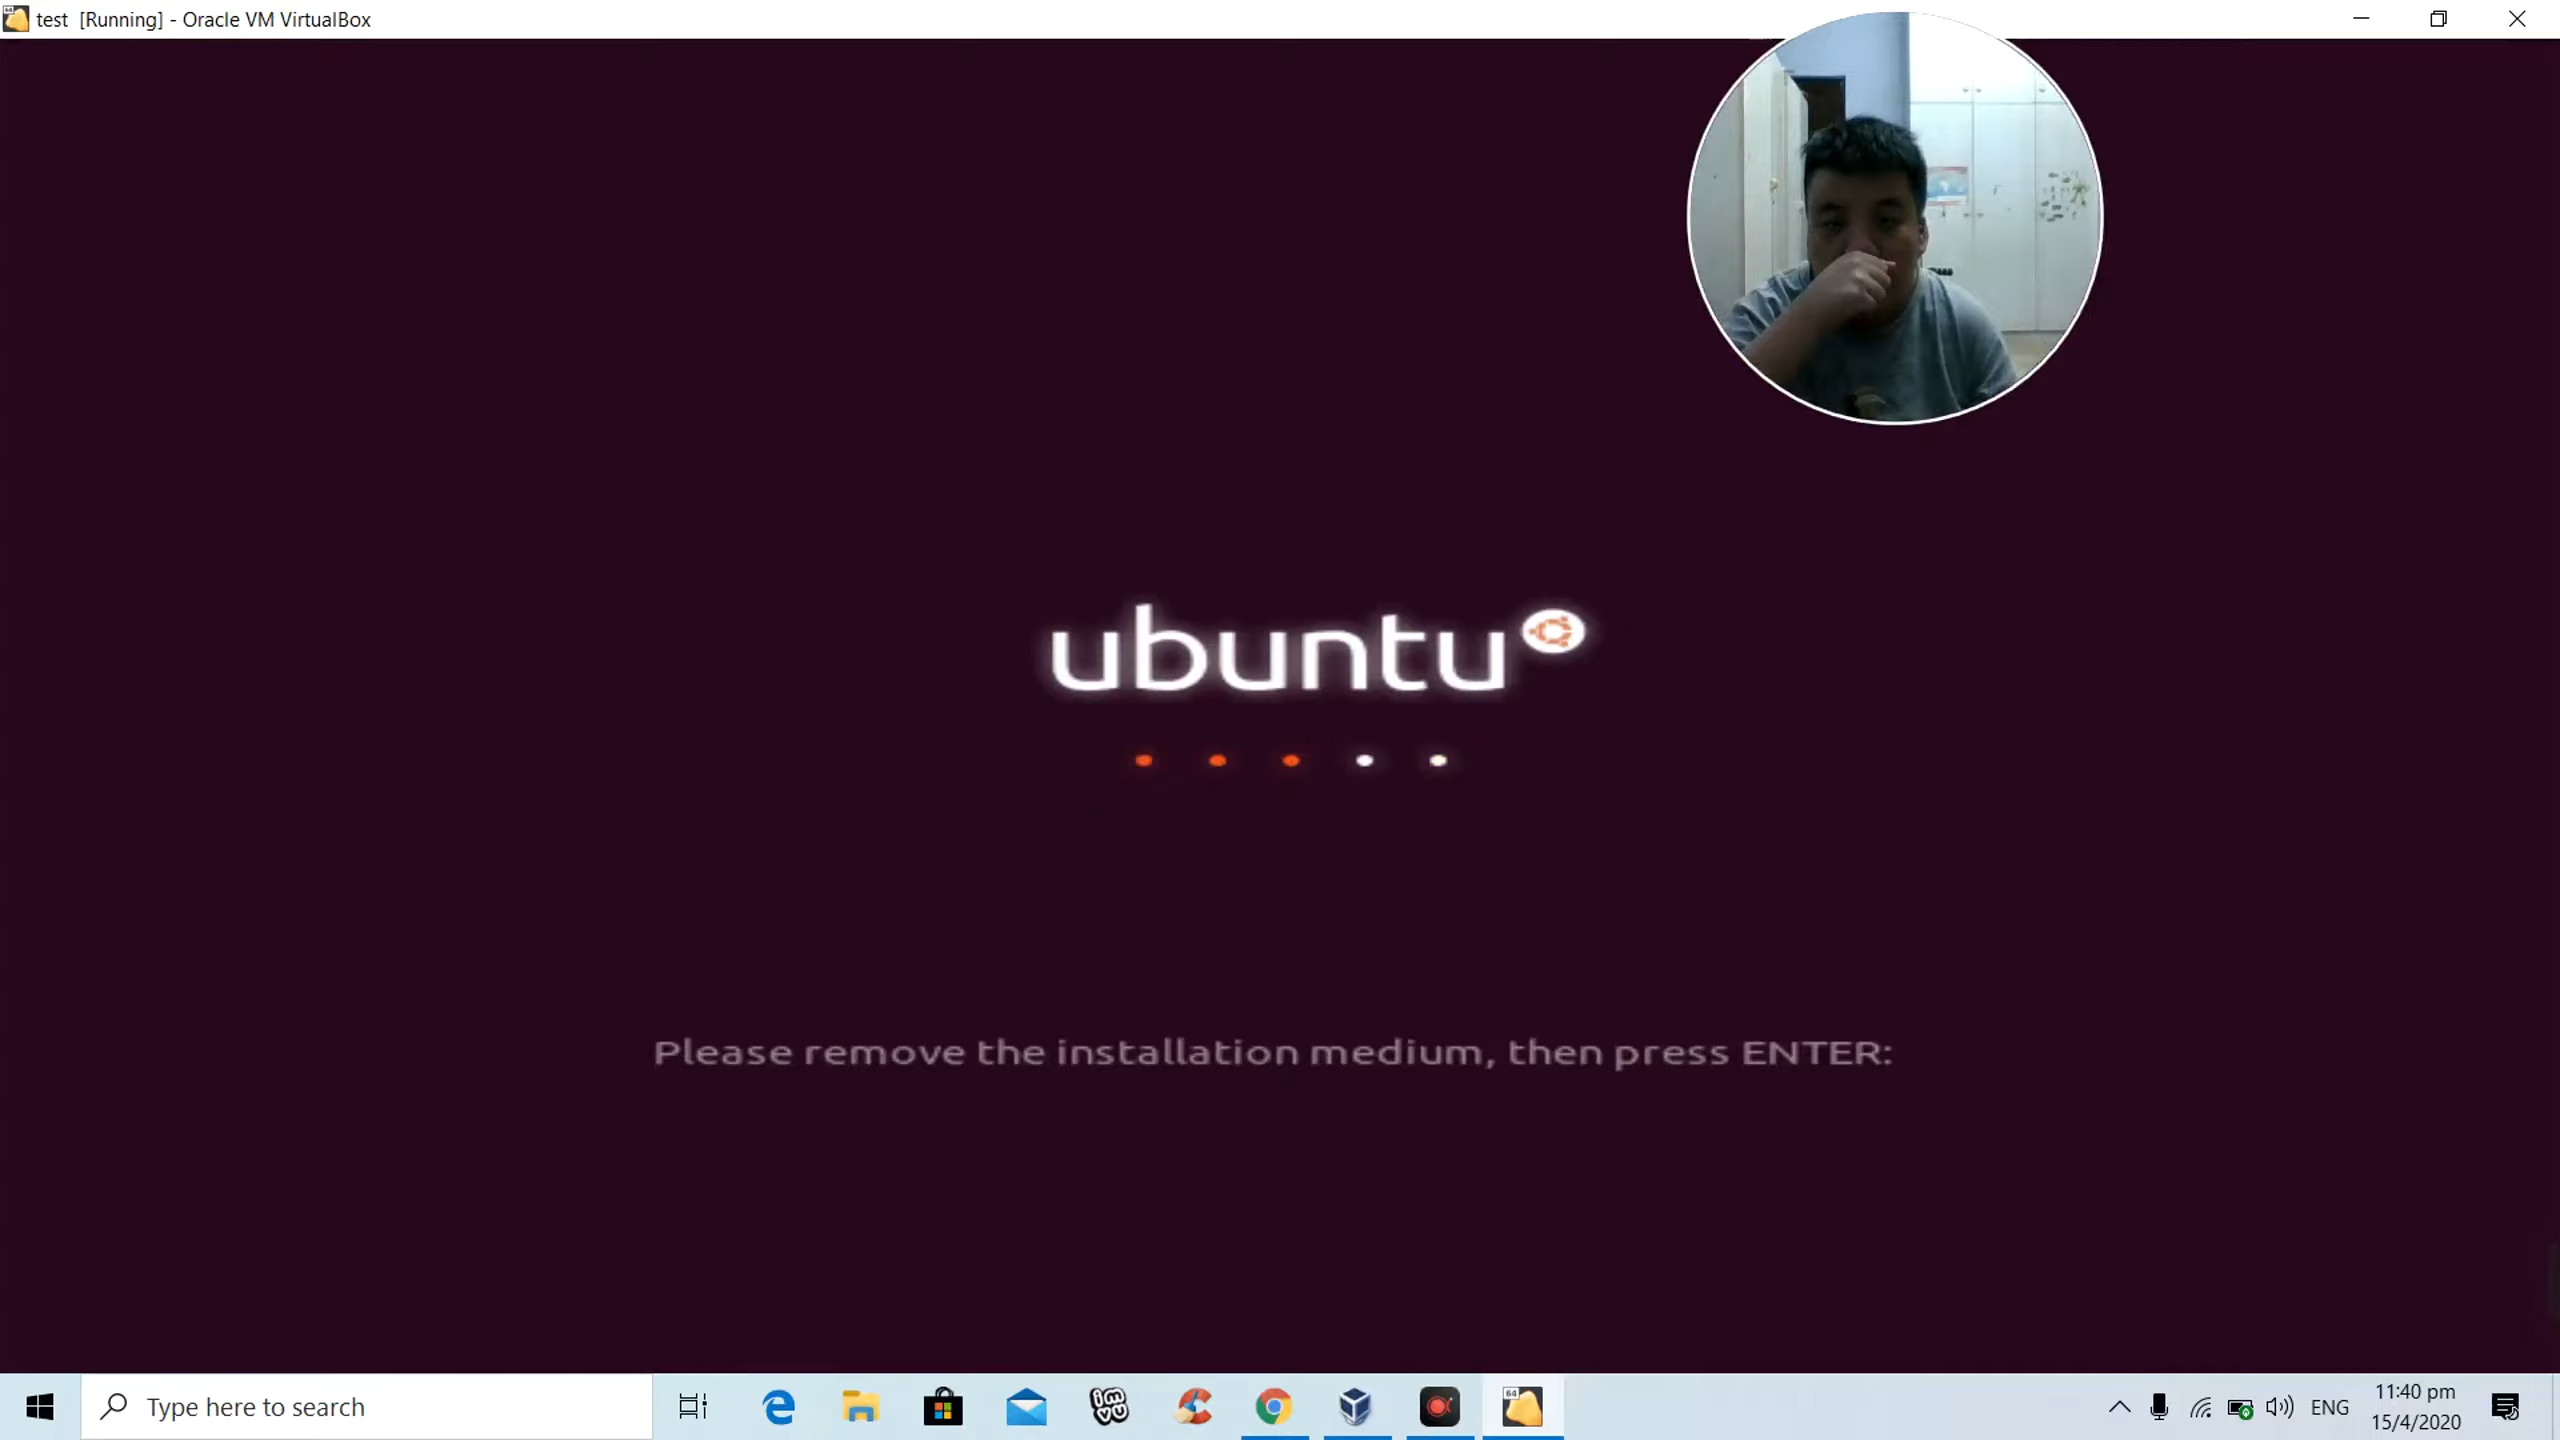 test [Running] - Oracle VM VirtualBox
ubuntu
Please remove the installation medium, then press ENTER:
Type here to search
64
ENG
11:40 pm
15/4/2020